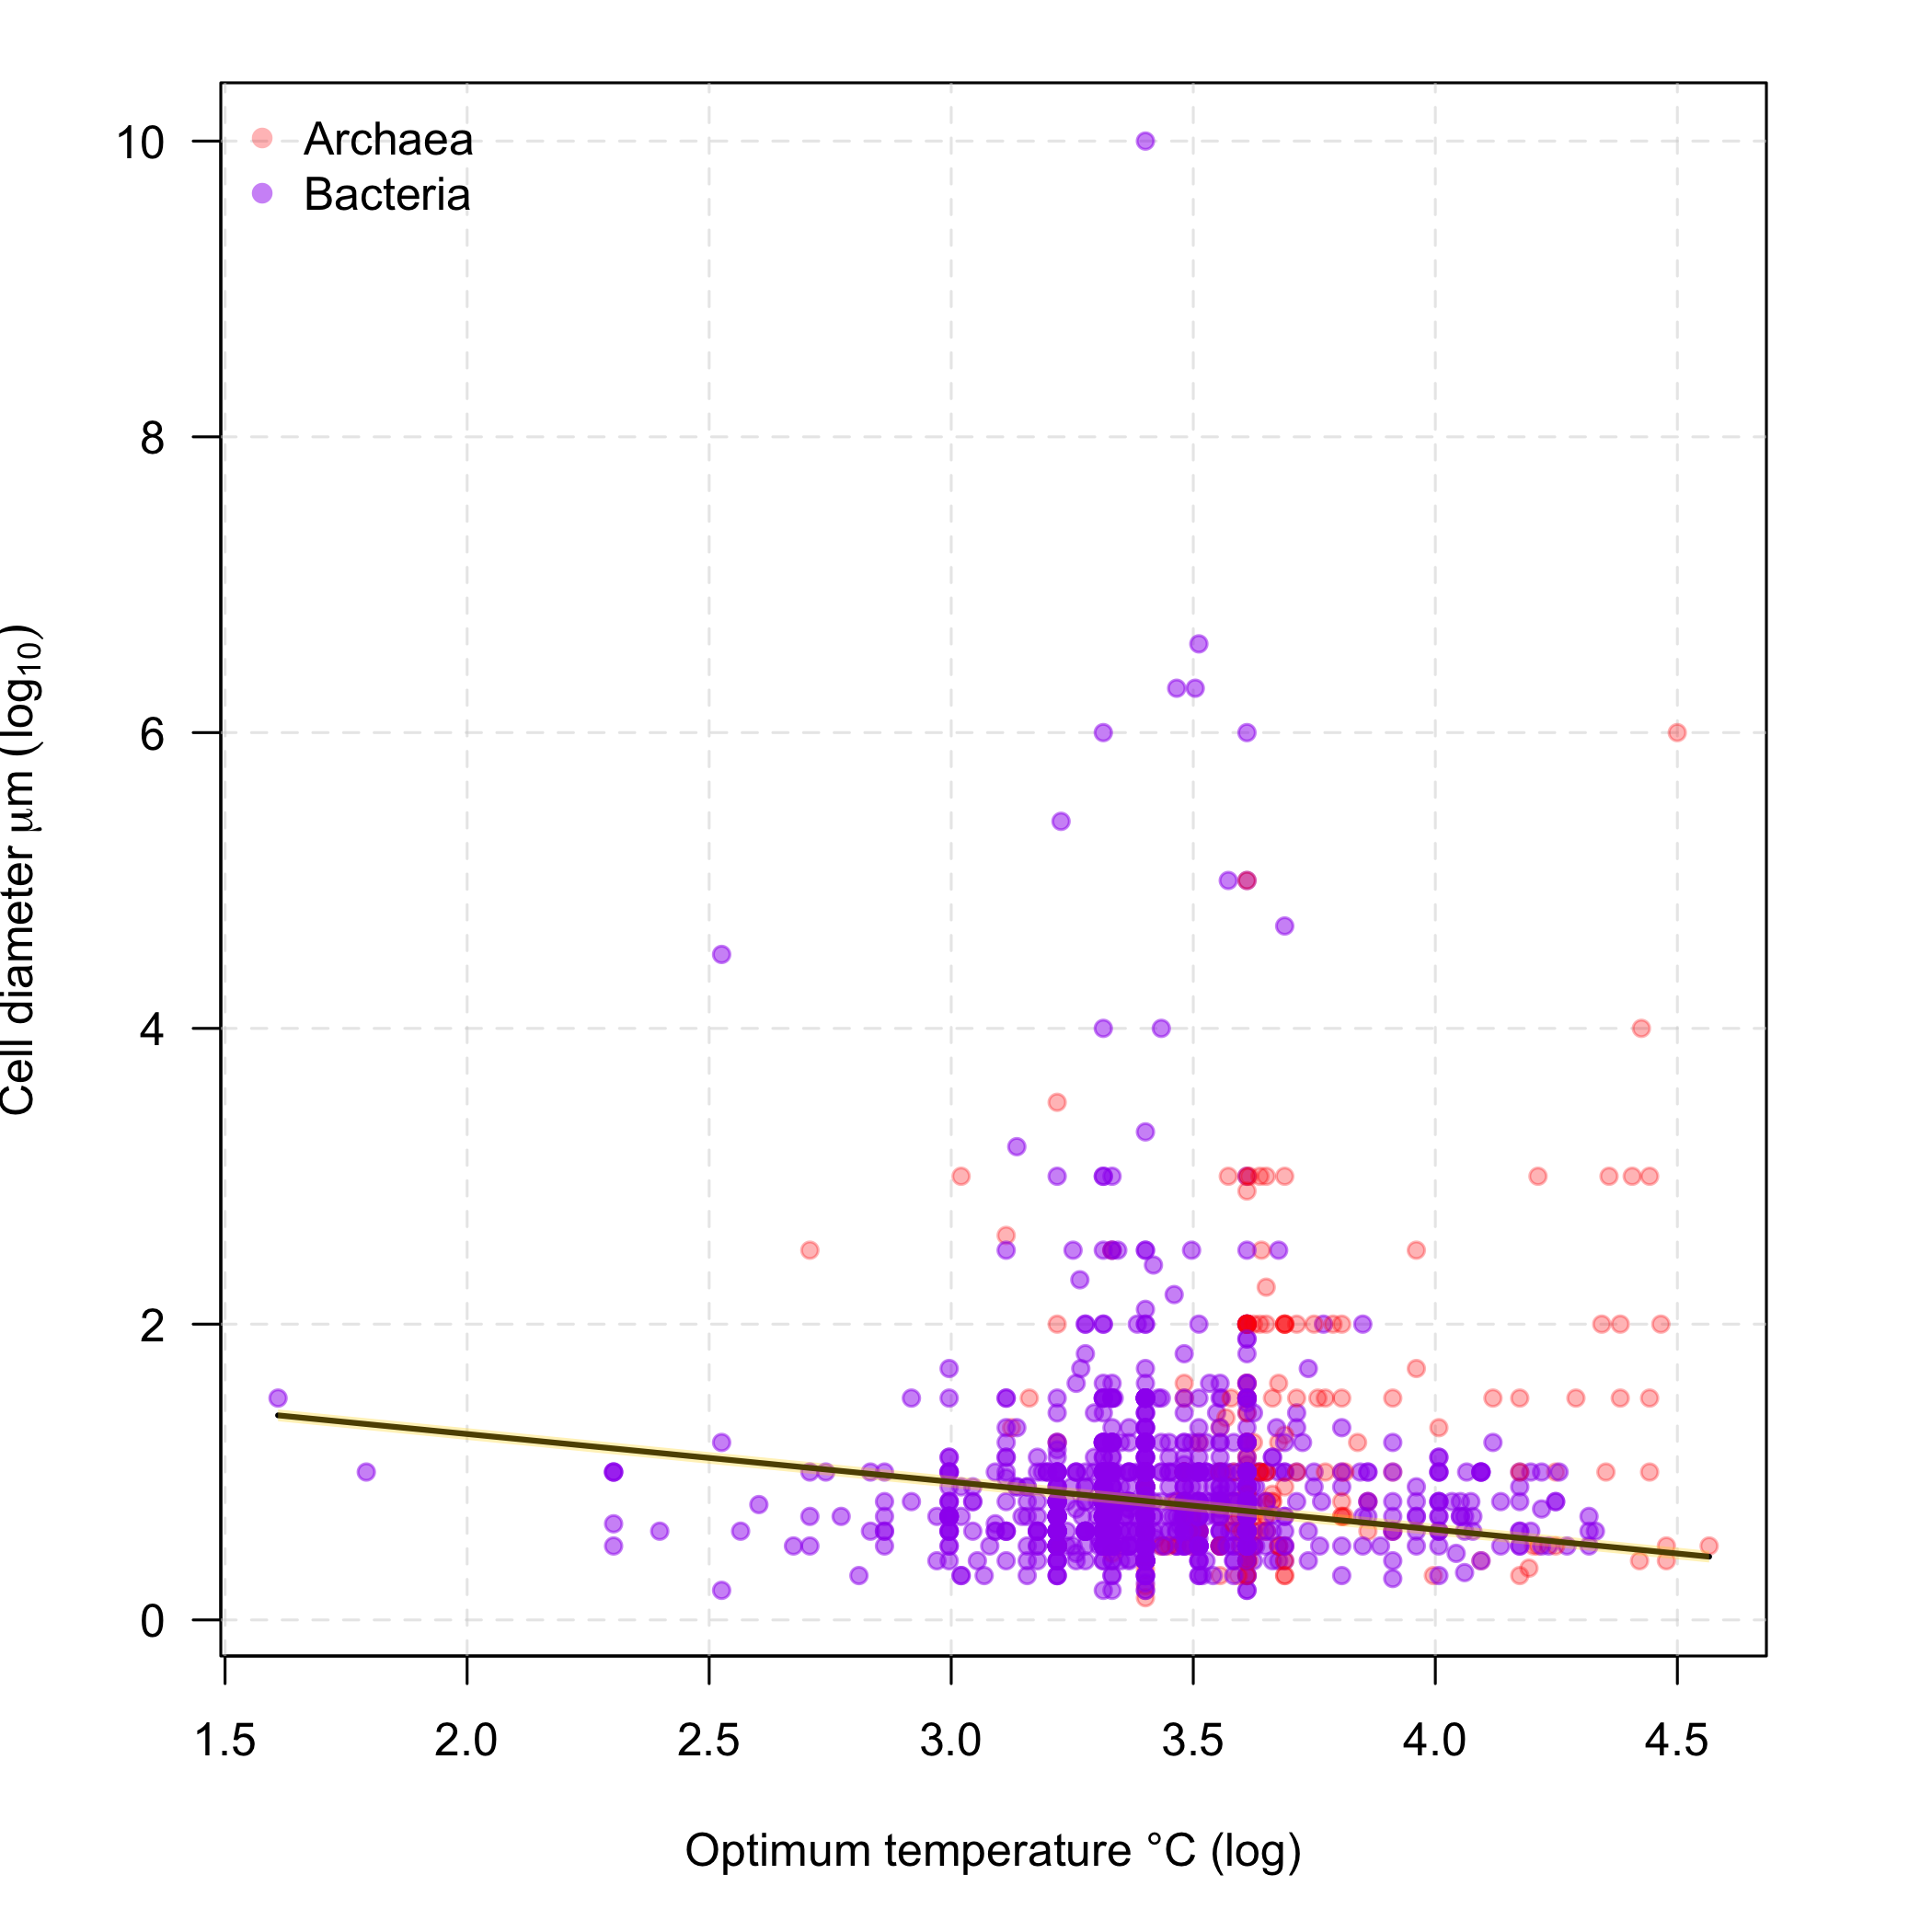 Archaea
Bacteria
10
8
6
4
2
0
Cell diameter μm (log₁₀)
1.5 2.0 2.5 3.0 3.5 4.0 4.5
Optimum temperature °C (log)